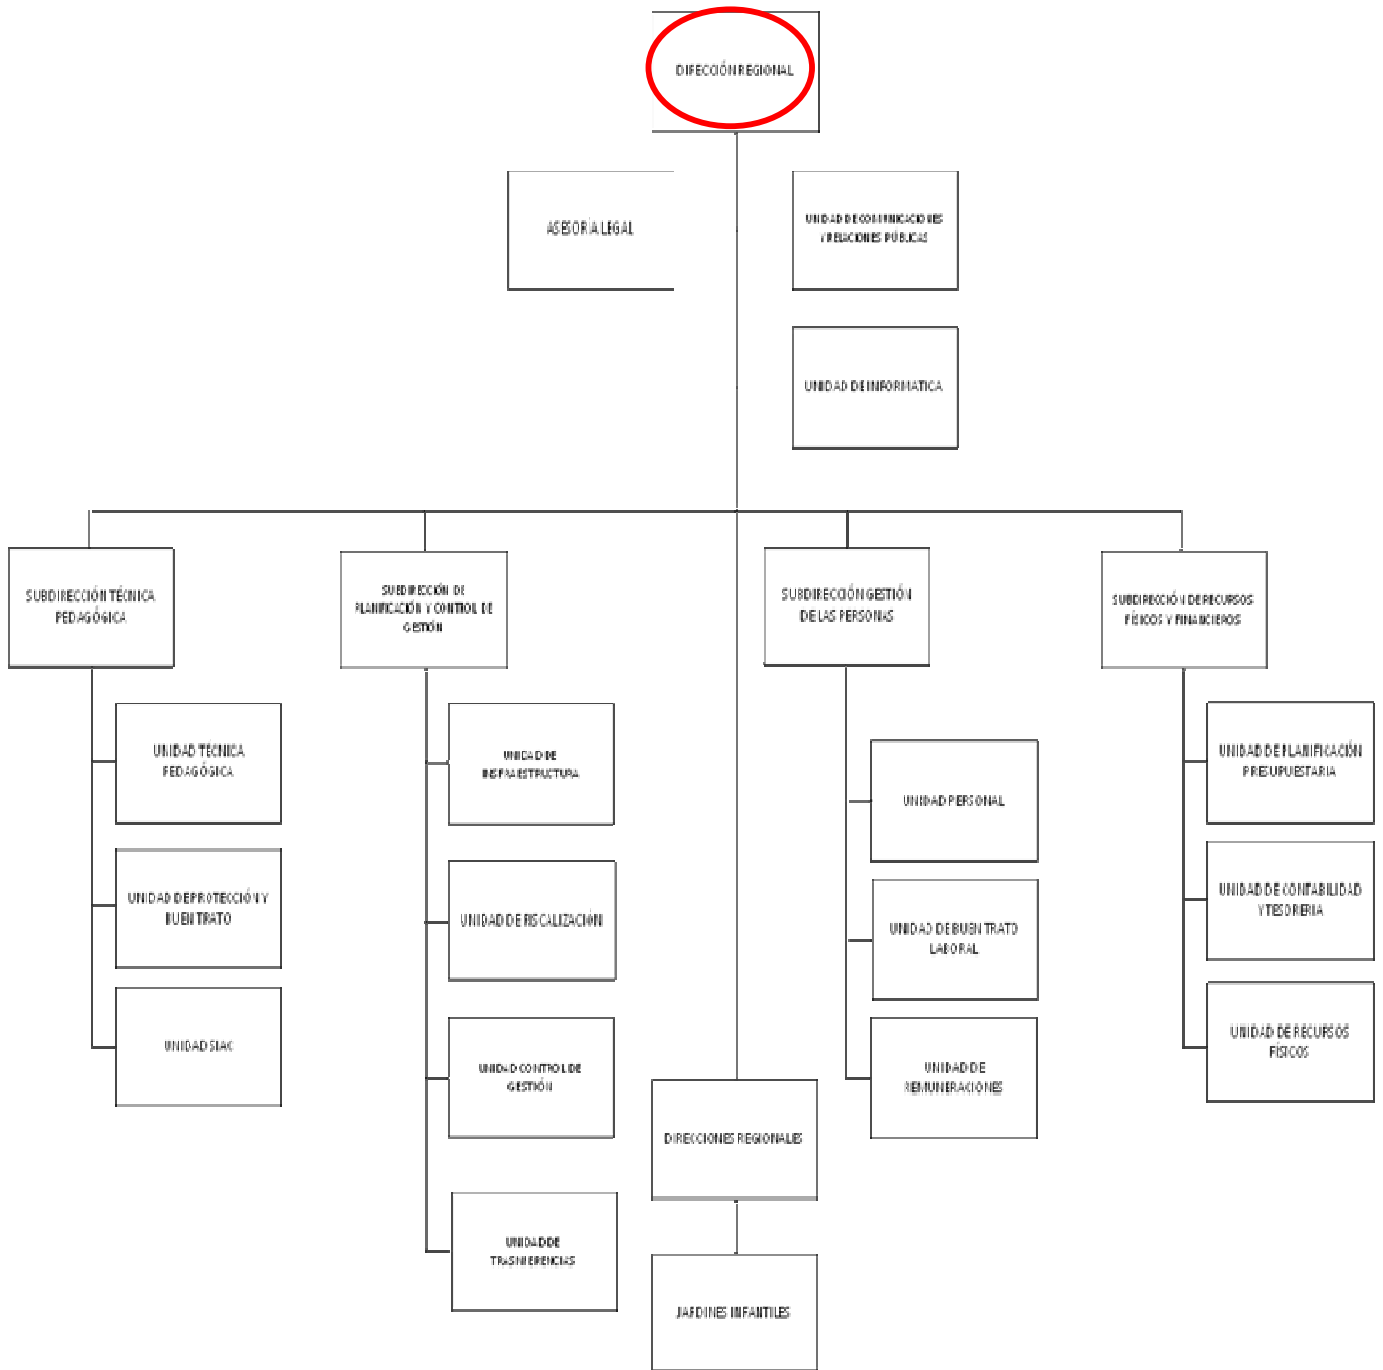 DIRECCIÓN REGIONAL
ASESORÍA LEGAL
UNIDAD DE COMUNICACIONES
Y RELACIONES PÚBLICAS
UNIDAD DE INFORMATICA
SUBDIRECCIÓN TÉCNICA
PEDAGÓGICA
SUBDIRECCIÓN DE
PLANIFICACIÓN Y CONTROL DE
GESTIÓN
SUBDIRECCIÓN GESTIÓN
DE LAS PERSONAS
SUBDIRECCIÓN DE RECURSOS
FÍSICOS Y FINANCIEROS
UNIDAD TÉCNICA
PEDAGÓGICA
UNIDAD DE PROTECCIÓN Y
BUEN TRATO
UNIDAD SIAC
UNIDAD DE
INSFRAESTRUCTURA
UNIDAD DE FISCALIZACIÓN
UNIDAD CONTROL DE
GESTIÓN
UNIDAD DE
TRASNFERENCIAS
UNIDAD PERSONAL
UNIDAD DE BUEN TRATO
LABORAL
UNIDAD DE
REMUNERACIONES
UNIDAD DE PLANIFICACIÓN
PRESUPUESTARIA
UNIDAD DE CONTABILIDAD
Y TESORERIA
UNIDAD DE RECURSOS
FÍSICOS
DIRECCIONES REGIONALES
JARDINES INFANTILES